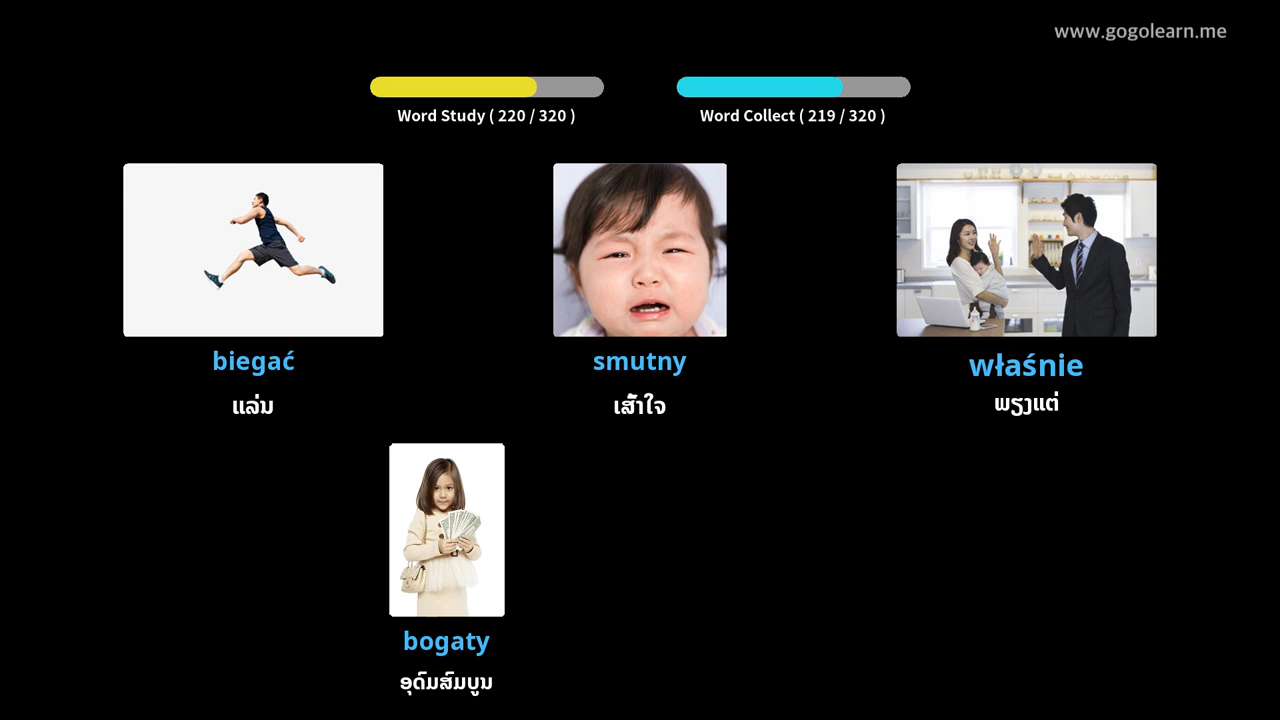 www.gogolearn.me
Word Study ( 220 / 320 )
Word Collect ( 219 / 320 )
biegać
smutny
właśnie
ແລ່ນ
ເສົ້າໃຈ
ພຽງແຕ່
bogaty
ອຸດົມສົມບູນ